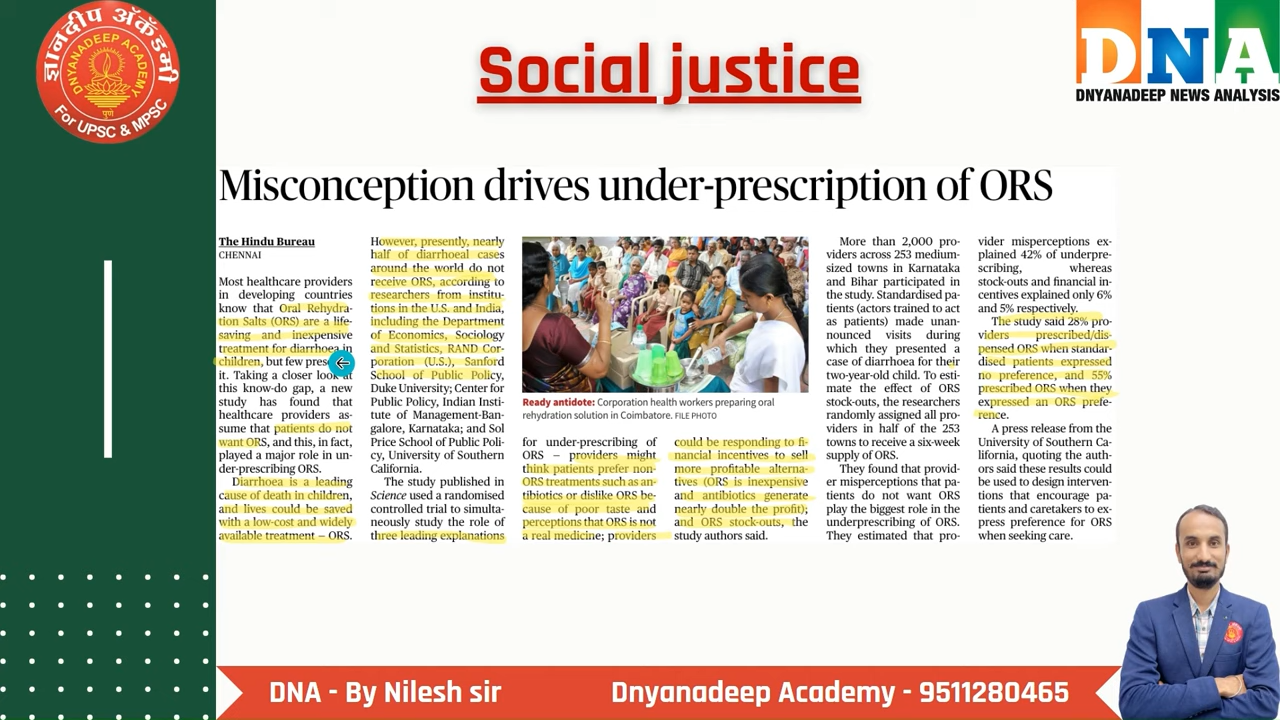 ज्ञानदीप अ‍ॅकॅडमी
DNYANADEEP ACADEMY
पुणे
For UPSC & MPSC
Social justice
DNA
DNYANADEEP NEWS ANALYSIS
Misconception drives under-prescription of ORS
The Hindu Bureau
CHENNAI
Most healthcare providers
in developing countries
know that Oral Rehydra-
tion Salts (ORS) are a life-
saving and inexpensive
treatment for diarrhoea in
children, but few
it. Taking a closer look at
this know-do gap, a new
study has found that
healthcare providers as-
sume that patients do not
want ORS, and this, in fact,
played a major role in un-
der-prescribing ORS.
Diarrhoea is a leading
cause of death in children,
and lives could be saved
with a low-cost and widely
available treatment – ORS.
However, presently, nearly
half of diarrhoeal cases
around the world do not
receive ORS, according to
researchers from institu-
tions in the U.S. and India,
including the Department
of Economics, Sociology
and Statistics, RAND Cor-
poration (U.S.), Sanford
School of Public Policy,
Duke University; Center for
Public Policy, Indian Insti-
tute of Management-Ban-
galore, Karnataka; and Sol
Price School of Public Poli-
cy, University of Southern
California.
The study published in
Science used a randomised
controlled trial to simulta-
neously study the role of
three leading explanations
Ready antidote: Corporation health workers preparing oral
rehydration solution in Coimbatore. FILE PHOTO
for under-prescribing of
ORS – providers might
think patients prefer non-
ORS treatments such as an-
tibiotics or dislike ORS be-
cause of poor taste and
perceptions that ORS is not
a real medicine; providers
could be responding to fi-
nancial incentives to sell
more profitable alterna-
tives (ORS is inexpensive
and antibiotics generate
nearly double the profit);
and ORS stock-outs, the
study authors said.
More than 2,000 pro-
viders across 253 medium-
sized towns in Karnataka
and Bihar participated in
the study. Standardised pa-
tients (actors trained to act
as patients) made unan-
nounced visits during
which they presented a
case of diarrhoea for their
two-year-old child. To esti-
mate the effect of ORS
stock-outs, the researchers
randomly assigned all pro-
viders in half of the 253
towns to receive a six-week
supply of ORS.
They found that provid-
er misperceptions that pa-
tients do not want ORS
play the biggest role in the
underprescribing of ORS.
They estimated that pro-
vider misperceptions ex-
plained 42% of underpre-
scribing, whereas
stock-outs and financial in-
centives explained only 6%
and 5% respectively.
The study said 28% pro-
viders prescribed/dis-
pensed ORS when standar-
dised patients expressed
no preference, and 55%
prescribed ORS when they
expressed an ORS prefe-
rence.
A press release from the
University of Southern Ca-
lifornia, quoting the auth-
ors said these results could
be used to design interven-
tions that encourage pa-
tients and caretakers to ex-
press preference for ORS
when seeking care.
DNA - By Nilesh sir
Dnyanadeep Academy - 9511280465